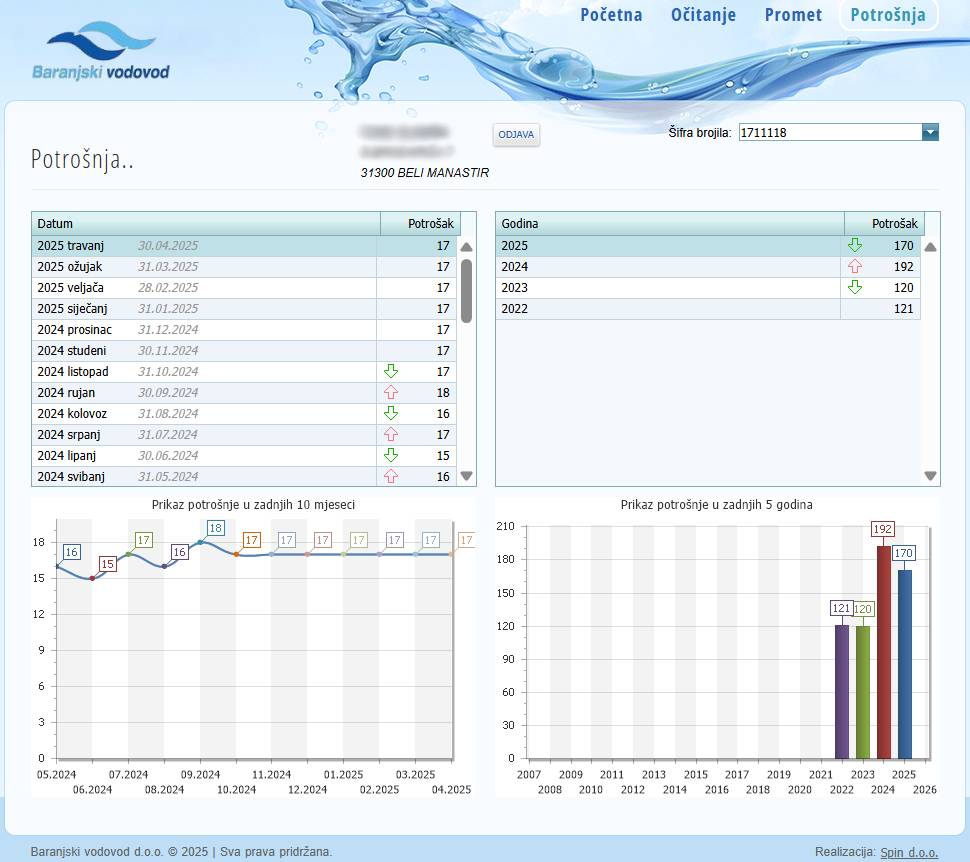 Početna Očitanje Promet Potrošnja
Baranjski vodovod
Potrošnja..
ODJAVA
Šifra brojila: 1711118
31300 BELI MANASTIR
Datum Potrošak
2025 travanj 30.04.2025 17
2025 ožujak 31.03.2025 17
2025 veljača 28.02.2025 17
2025 siječanj 31.01.2025 17
2024 prosinac 31.12.2024 17
2024 studeni 30.11.2024 17
2024 listopad 31.10.2024 17
2024 rujan 30.09.2024 18
2024 kolovoz 31.08.2024 16
2024 srpanj 31.07.2024 17
2024 lipanj 30.06.2024 15
2024 svibanj 31.05.2024 16
Godina Potrošak
2025 170
2024 192
2023 120
2022 121
Prikaz potrošnje u zadnjih 10 mjeseci
18
15
12
9
6
3
0
16 15 17 16 18 17 17 17 17 17 17 17
05.2024 07.2024 09.2024 11.2024 01.2025 03.2025
06.2024 08.2024 10.2024 12.2024 02.2025 04.2025
Prikaz potrošnje u zadnjih 5 godina
210
180
150
120
90
60
30
0
121 120 192 170
2007 2009 2011 2013 2015 2017 2019 2021 2023 2025
2008 2010 2012 2014 2016 2018 2020 2022 2024 2026
Baranjski vodovod d.o.o. © 2025 | Sva prava pridržana.
Realizacija: Spin d.o.o.